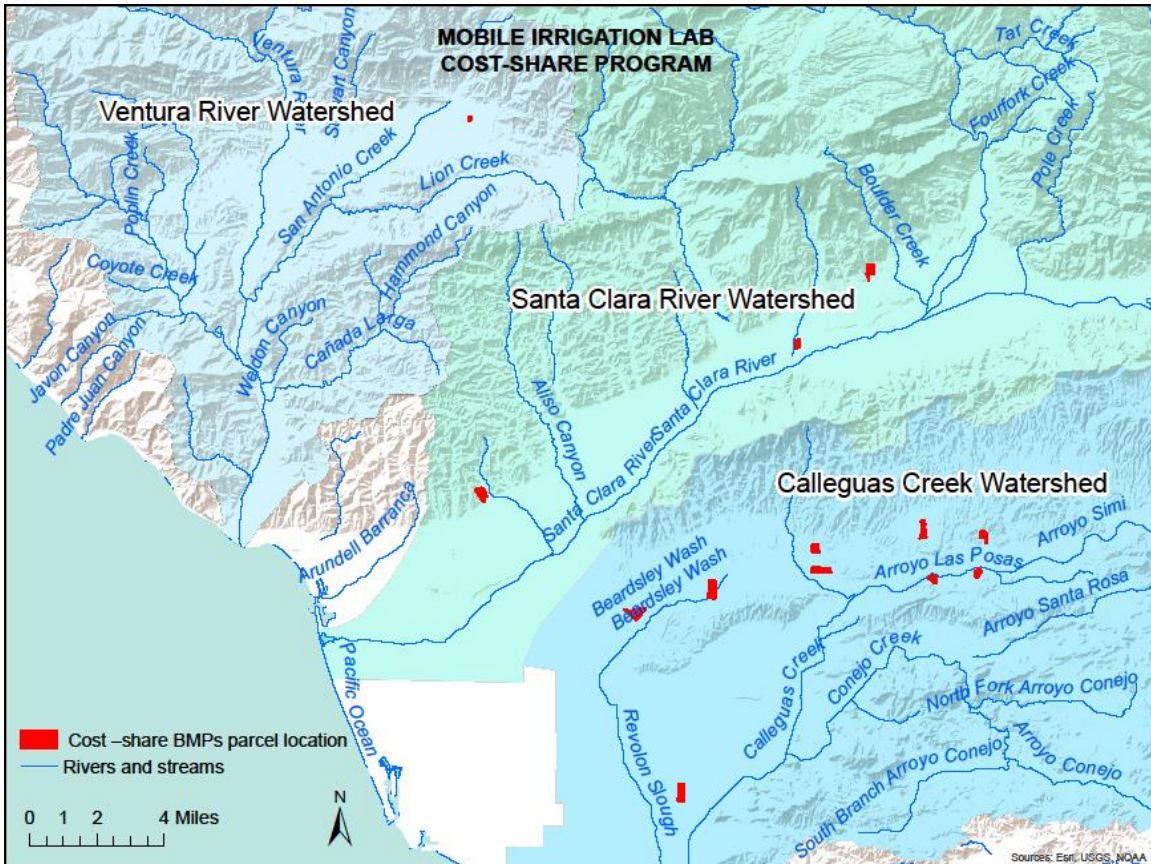 MOBILE IRRIGATION LAB
COST-SHARE PROGRAM
Ventura River
Tar Creek
Fourfork Creek
Ventura River Watershed
San Antonio Creek
Lion Creek
Poplin Creek
Pole Creek
Boulder Creek
Hammond Canyon
Coyote Creek
Santa Clara River Watershed
Weldon Canyon
Cañada Larga
Javon Canyon
Padre Juan Canyon
Aliso Canyon
Santa Clara River
Santa Clara River
Calleguas Creek Watershed
Arundell Barranca
Arroyo Simi
Beardsley Wash
Beardsley Wash
Arroyo Las Posas
Arroyo Santa Rosa
Calleguas Creek
Conejo Creek
North Fork Arroyo Conejo
Pacific Ocean
Revolon Slough
South Branch Arroyo Conejo
Arroyo Conejo
Cost –share BMPs parcel location
Rivers and streams
0 1 2 4 Miles
N
Sources: Esri, USGS, NOAA